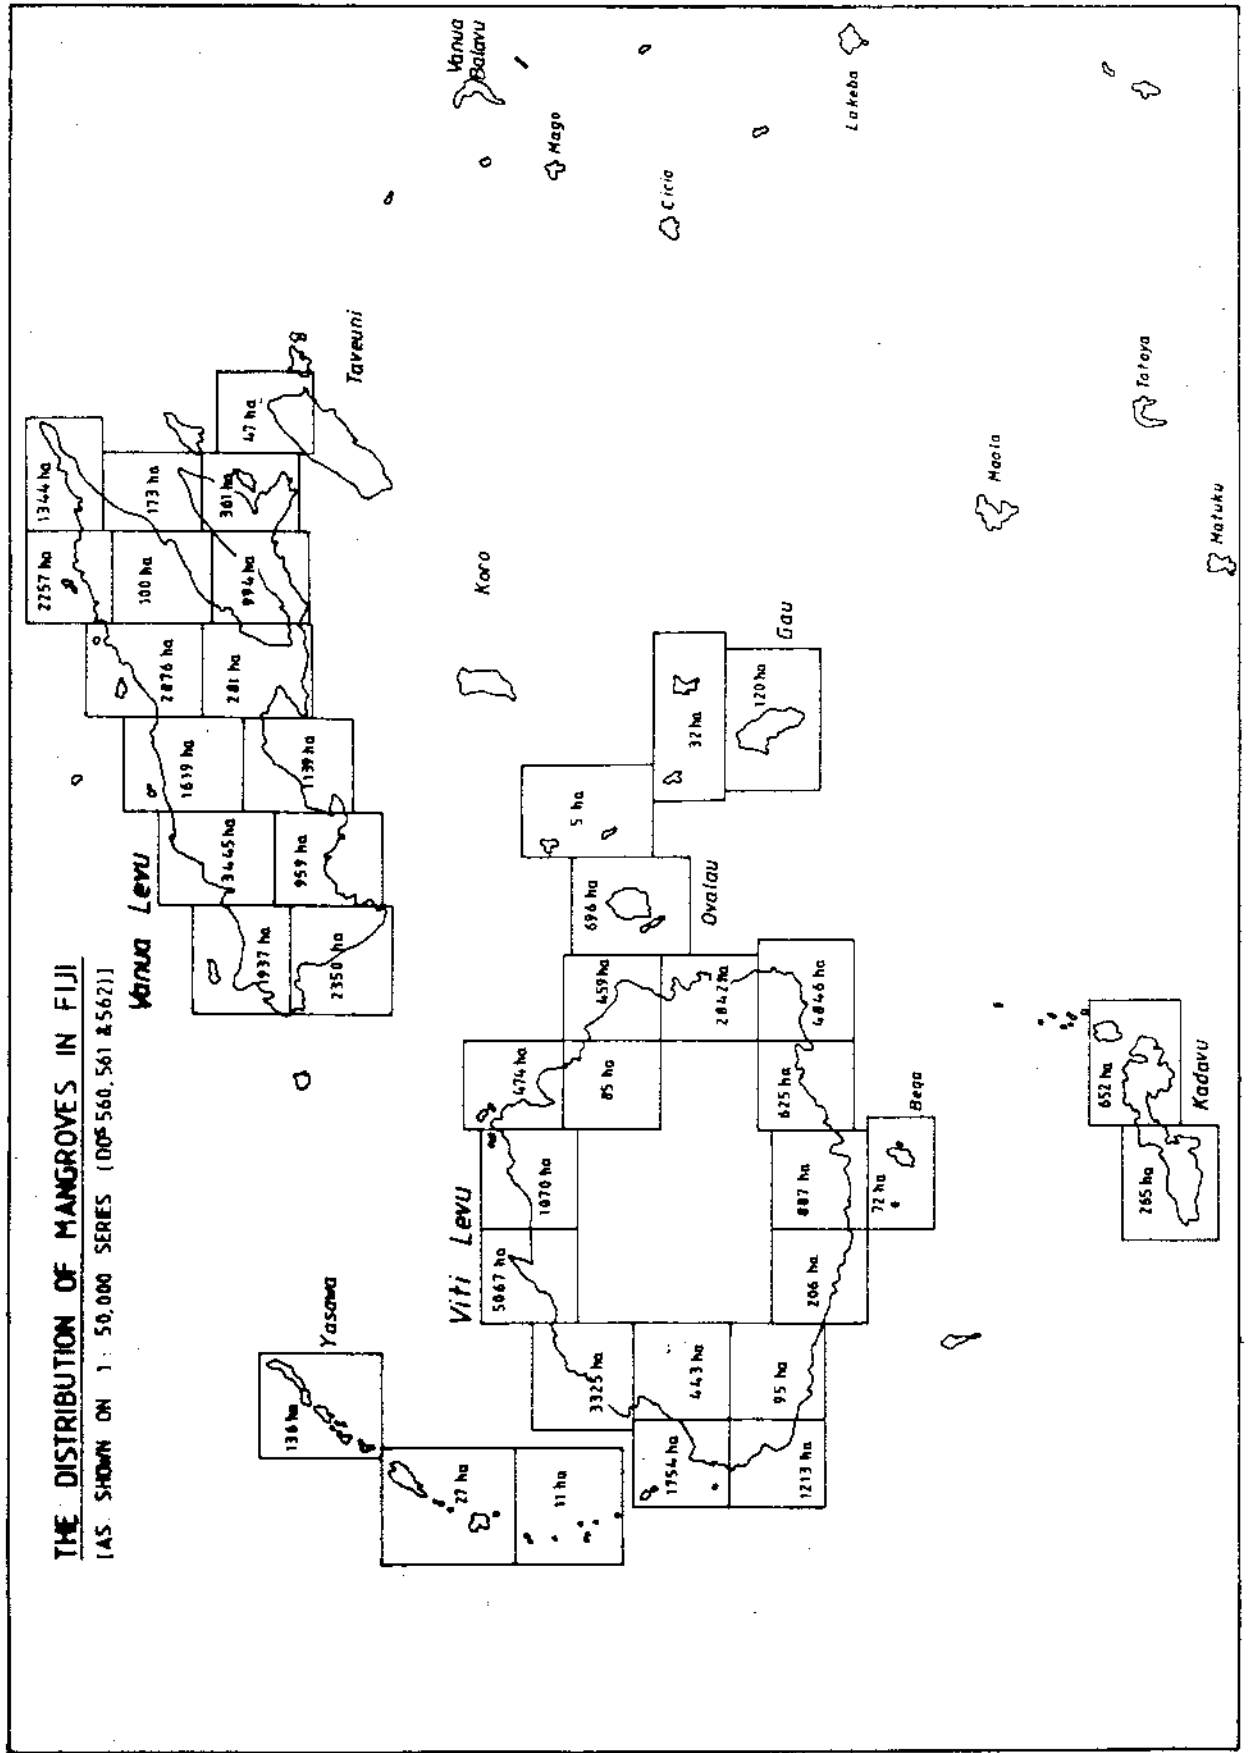 THE DISTRIBUTION OF MANGROVES IN FIJI
[AS SHOWN ON 1 : 50,000 SERIES (DOS 560, 561 & 562)]
Vanua Levu
2257 ha
1344 ha
2876 ha
100 ha
173 ha
1639 ha
281 ha
994 ha
361 ha
47 ha
3445 ha
1139 ha
1937 ha
959 ha
2350 ha
Taveuni
Yasawa
136 ha
27 ha
11 ha
Koro
Vanua
Balavu
Mago
Cicia
Lakeba
Viti Levu
5067 ha
1070 ha
474 ha
3325 ha
85 ha
459 ha
696 ha
5 ha
Ovalau
1754 ha
443 ha
2842 ha
32 ha
120 ha
Gau
1213 ha
95 ha
206 ha
887 ha
625 ha
4846 ha
72 ha
Beqa
Moala
Totoya
Matuku
265 ha
652 ha
Kadavu